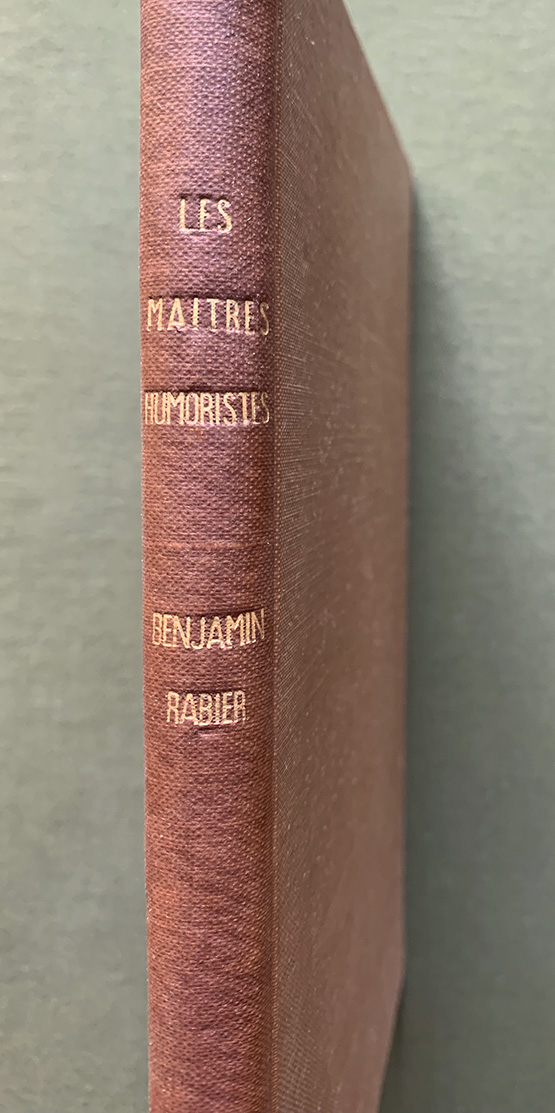 LES
MAITRES
HUMORISTES
BENJAMIN
RABIER